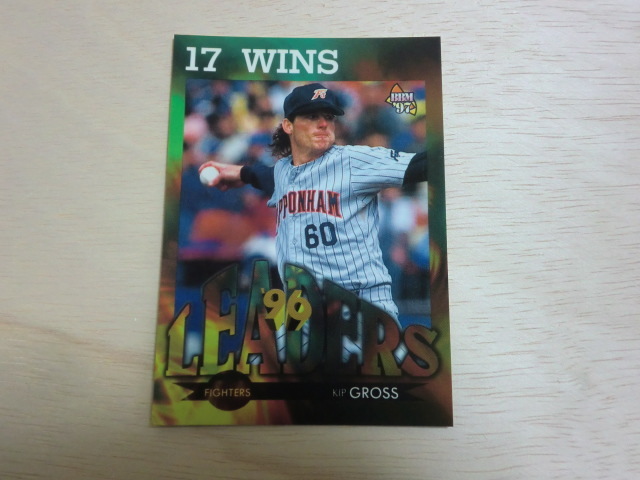 17 WINS
BBM
'97
NIPPONHAM
60
'96
LEADERS
FIGHTERS
KIP GROSS